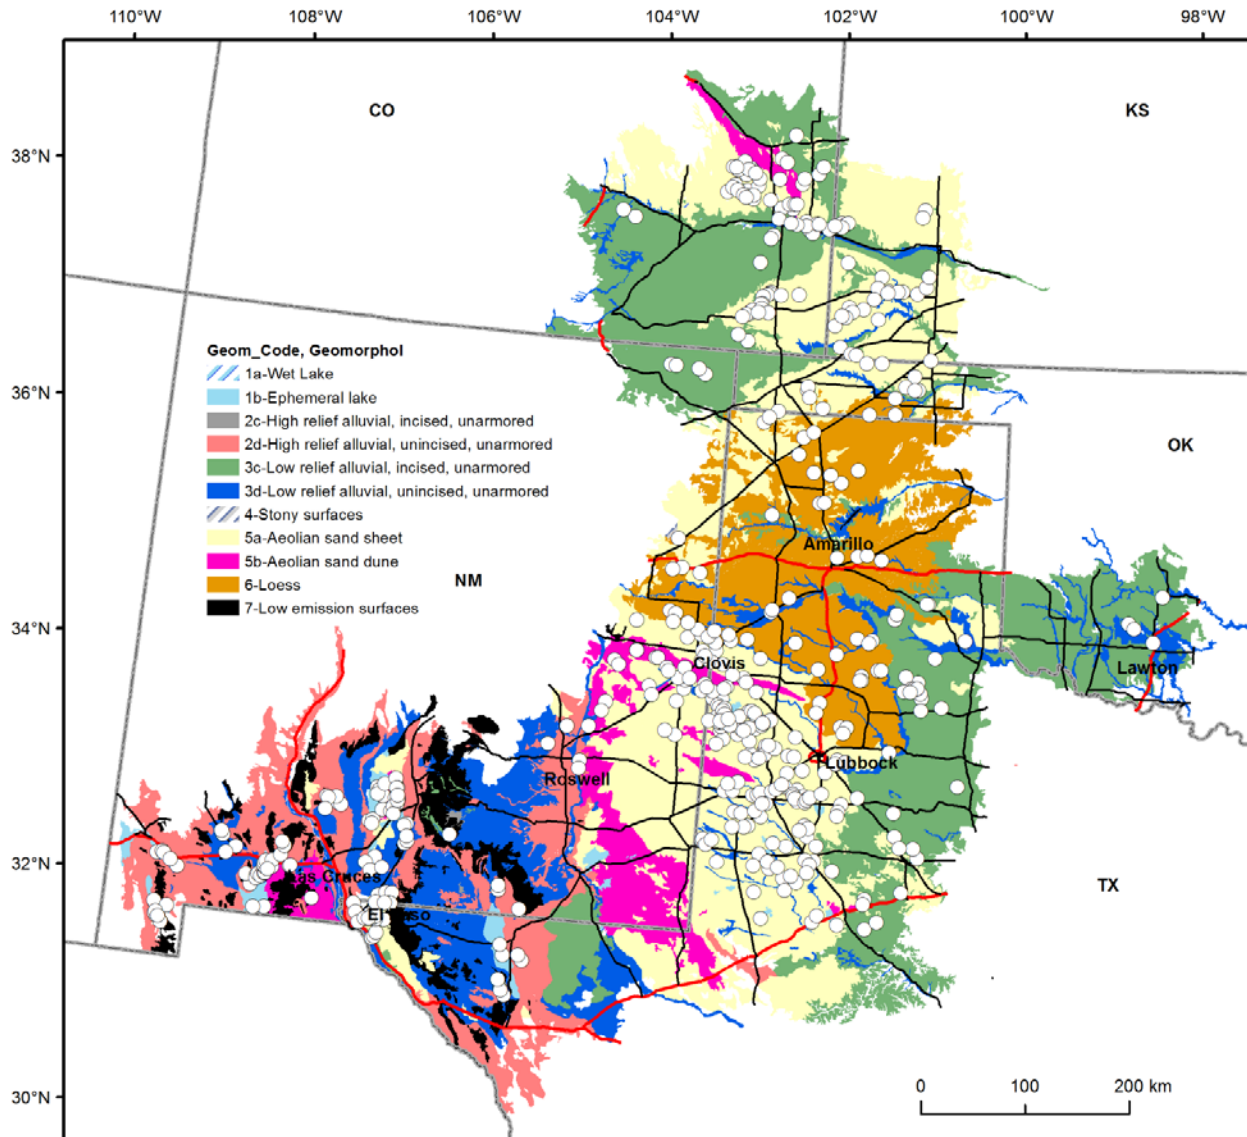 110°W 108°W 106°W 104°W 102°W 100°W 98°W
CO
KS
38°N
Geom_Code, Geomorphol
1a-Wet Lake
1b-Ephemeral lake
36°N
2c-High relief alluvial, incised, unarmored
2d-High relief alluvial, unincised, unarmored
OK
3c-Low relief alluvial, incised, unarmored
3d-Low relief alluvial, unincised, unarmored
4-Stony surfaces
5a-Aeolian sand sheet
Amarillo
5b-Aeolian sand dune
NM
6-Loess
7-Low emission surfaces
34°N
Clovis
Lawton
Lubbock
Roswell
32°N
Las Cruces
TX
El Paso
0 100 200 km
30°N